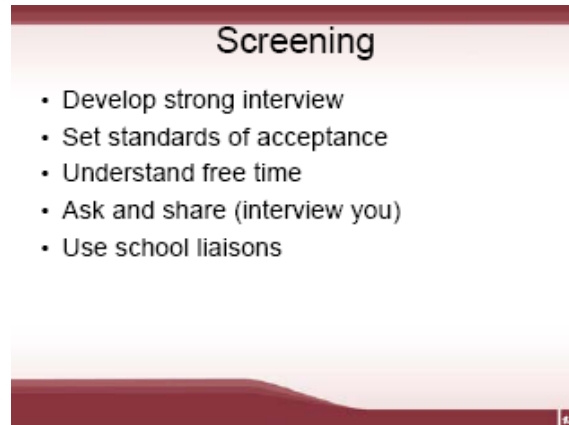 Screening
• Develop strong interview
• Set standards of acceptance
• Understand free time
• Ask and share (interview you)
• Use school liaisons